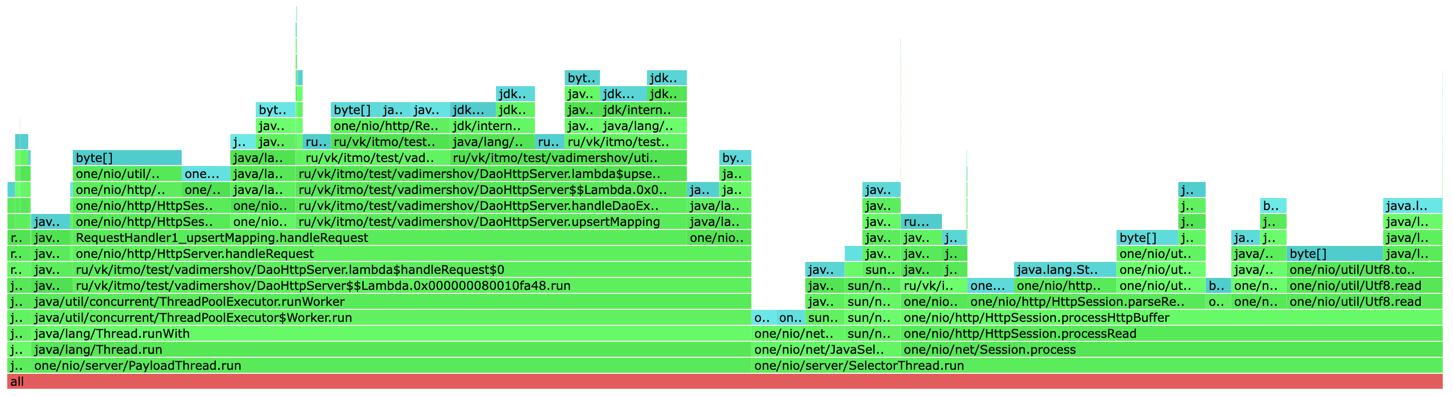 byt.. jdk..
jdk.. jav.. jdk... jdk..
byt.. byte[] ja.. jav.. jdk... jdk.. jav.. jdk/intern..
jav.. one/nio/http/Re.. jdk/intern.. jav.. java/lang/..
j.. jav.. ru.. ru/vk/itmo/test.. java/lang/.. ru.. ru/vk/itmo/test..
byte[] java/la.. ru/vk/itmo/test/vad.. ru/vk/itmo/test/vadimershov/uti.. by..
one/nio/util/.. one... java/la.. ru/vk/itmo/test/vadimershov/DaoHttpServer.lambda$upse.. ja..
one/nio/http/.. one/.. java/la.. ru/vk/itmo/test/vadimershov/DaoHttpServer$$Lambda.0x0.. ja.. ja.. jav.. j..
one/nio/http/HttpSes.. one/nio.. ru/vk/itmo/test/vadimershov/DaoHttpServer.handleDaoEx.. java/la.. jav.. j.. b.. java.l..
jav.. one/nio/http/HttpSes.. one/nio.. ru/vk/itmo/test/vadimershov/DaoHttpServer.upsertMapping java/la.. jav.. ru... j.. j.. java/l..
r.. jav.. RequestHandler1_upsertMapping.handleRequest one/nio.. jav.. jav.. j.. byte[] j.. ja.. j.. java/l..
r.. jav.. one/nio/http/HttpServer.handleRequest jav.. jav.. j.. one/nio/ut.. java/.. j.. byte[] java/l..
r.. jav.. ru/vk/itmo/test/vadimershov/DaoHttpServer.lambda$handleRequest$0 jav.. sun.. jav.. j.. java.lang.St.. one/nio/ut.. java/.. one/nio/util/Utf8.to..
j.. jav.. ru/vk/itmo/test/vadimershov/DaoHttpServer$$Lambda.0x000000080010fa48.run jav.. sun/n.. ru/vk/i.. one... one/nio/http.. one/nio/ut.. b.. one/n.. one/nio/util/Utf8.read
j.. java/util/concurrent/ThreadPoolExecutor.runWorker jav.. sun/n.. one/nio.. one/nio/http/HttpSession.parseRe.. o.. one/n.. one/nio/util/Utf8.read
j.. java/util/concurrent/ThreadPoolExecutor$Worker.run o.. on.. sun.. sun/n.. one/nio/http/HttpSession.processHttpBuffer
j.. java/lang/Thread.runWith one/nio/net.. sun/n.. one/nio/http/HttpSession.processRead
j.. java/lang/Thread.run one/nio/net/JavaSel.. one/nio/net/Session.process
j.. one/nio/server/PayloadThread.run one/nio/server/SelectorThread.run
all